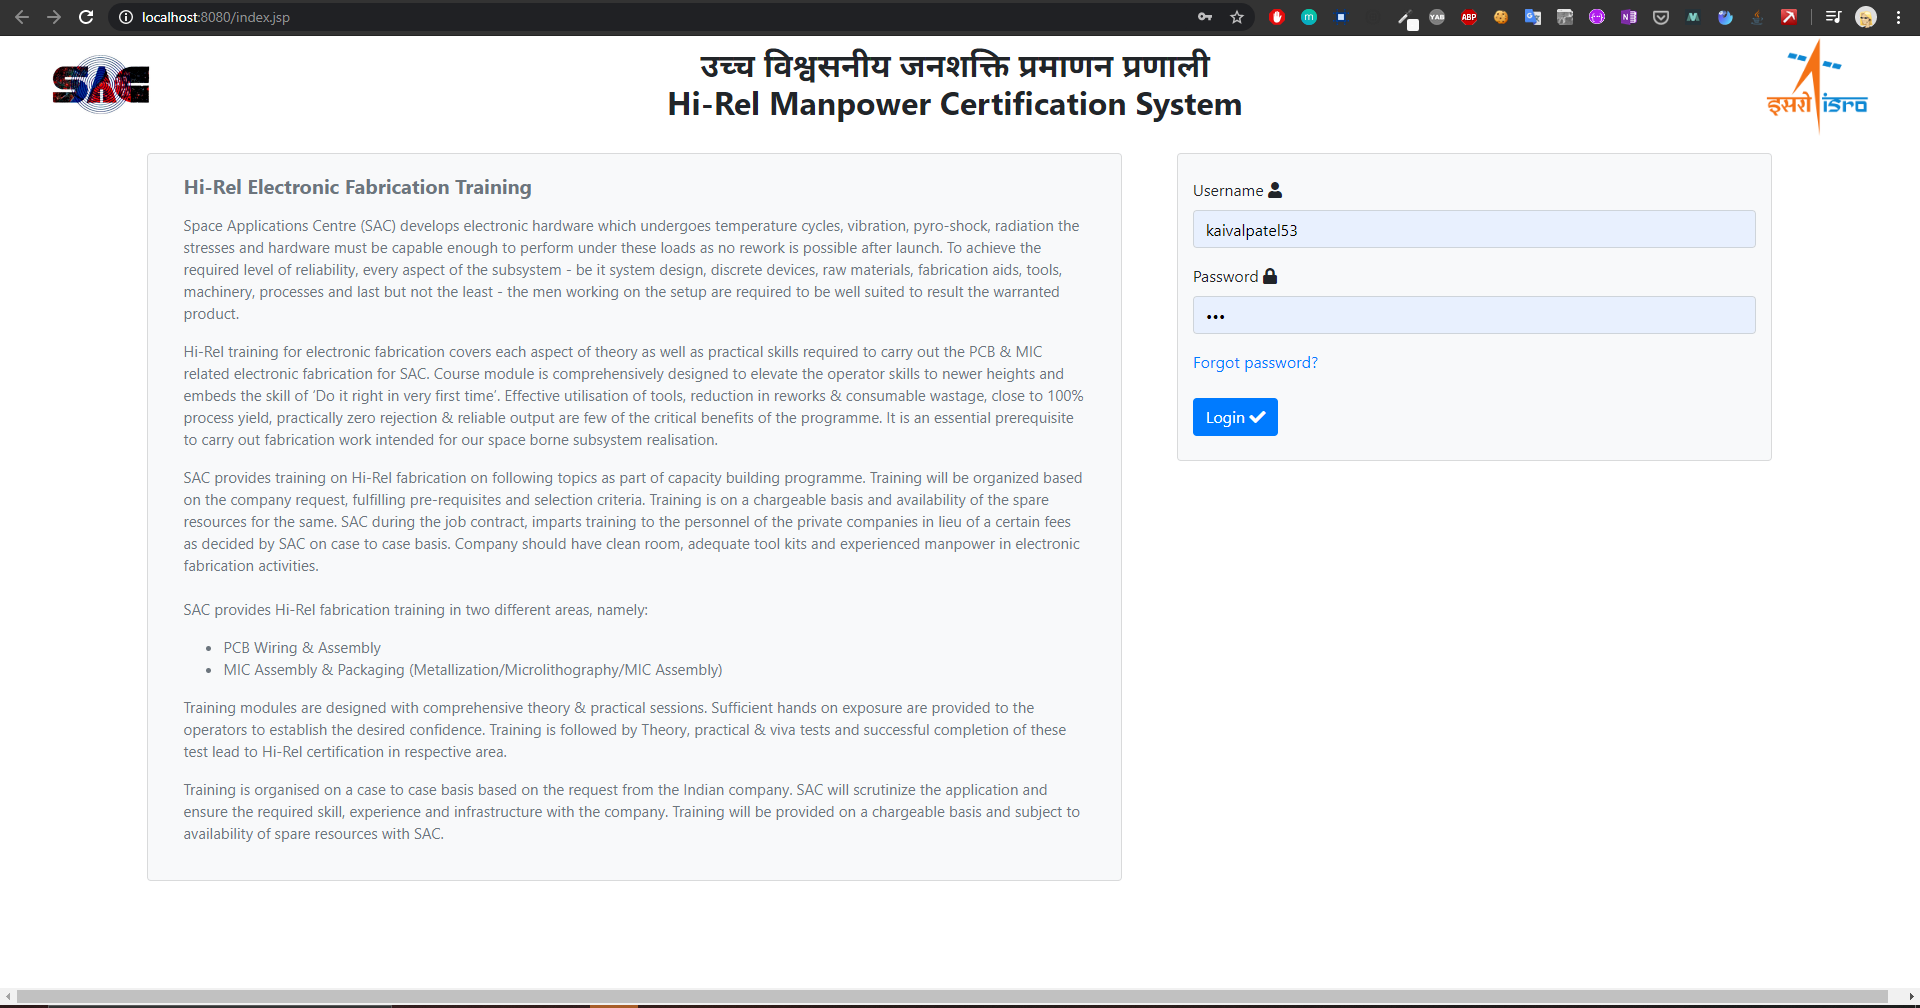 localhost:8080/index.jsp
SAC
उच्च विश्वसनीय जनशक्ति प्रमाणन प्रणाली
Hi-Rel Manpower Certification System
इसरो isro
Hi-Rel Electronic Fabrication Training
Space Applications Centre (SAC) develops electronic hardware which undergoes temperature cycles, vibration, pyro-shock, radiation the
stresses and hardware must be capable enough to perform under these loads as no rework is possible after launch. To achieve the
required level of reliability, every aspect of the subsystem - be it system design, discrete devices, raw materials, fabrication aids, tools,
machinery, processes and last but not the least - the men working on the setup are required to be well suited to result the warranted
product.
Hi-Rel training for electronic fabrication covers each aspect of theory as well as practical skills required to carry out the PCB & MIC
related electronic fabrication for SAC. Course module is comprehensively designed to elevate the operator skills to newer heights and
embeds the skill of 'Do it right in very first time'. Effective utilisation of tools, reduction in reworks & consumable wastage, close to 100%
process yield, practically zero rejection & reliable output are few of the critical benefits of the programme. It is an essential prerequisite
to carry out fabrication work intended for our space borne subsystem realisation.
SAC provides training on Hi-Rel fabrication on following topics as part of capacity building programme. Training will be organized based
on the company request, fulfilling pre-requisites and selection criteria. Training is on a chargeable basis and availability of the spare
resources for the same. SAC during the job contract, imparts training to the personnel of the private companies in lieu of a certain fees
as decided by SAC on case to case basis. Company should have clean room, adequate tool kits and experienced manpower in electronic
fabrication activities.
SAC provides Hi-Rel fabrication training in two different areas, namely:
• PCB Wiring & Assembly
• MIC Assembly & Packaging (Metallization/Microlithography/MIC Assembly)
Training modules are designed with comprehensive theory & practical sessions. Sufficient hands on exposure are provided to the
operators to establish the desired confidence. Training is followed by Theory, practical & viva tests and successful completion of these
test lead to Hi-Rel certification in respective area.
Training is organised on a case to case basis based on the request from the Indian company. SAC will scrutinize the application and
ensure the required skill, experience and infrastructure with the company. Training will be provided on a chargeable basis and subject to
availability of spare resources with SAC.
Username
kaivalpatel53
Password
•••
Forgot password?
Login